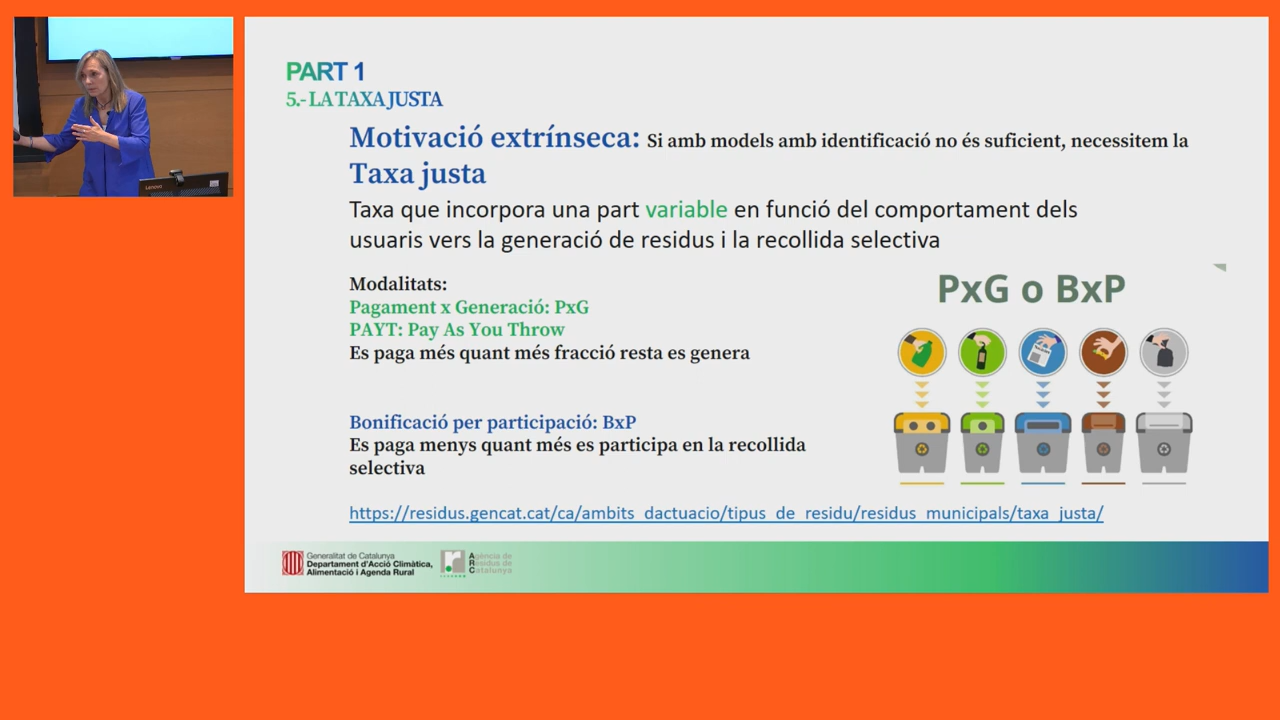 PART 1
5.- LA TAXA JUSTA
Motivació extrínseca: Si amb models amb identificació no és suficient, necessitem la
Taxa justa
Taxa que incorpora una part variable en funció del comportament dels
usuaris vers la generació de residus i la recollida selectiva
Modalitats:
Pagament x Generació: PxG
PAYT: Pay As You Throw
Es paga més quant més fracció resta es genera
Bonificació per participació: BxP
Es paga menys quant més es participa en la recollida
selectiva
PxG o BxP
https://residus.gencat.cat/ca/ambits_dactuacio/tipus_de_residu/residus_municipals/taxa_justa/
Generalitat de Catalunya
Departament d'Acció Climàtica,
Alimentació i Agenda Rural
Agència de
Residus de
Catalunya
Lenovo